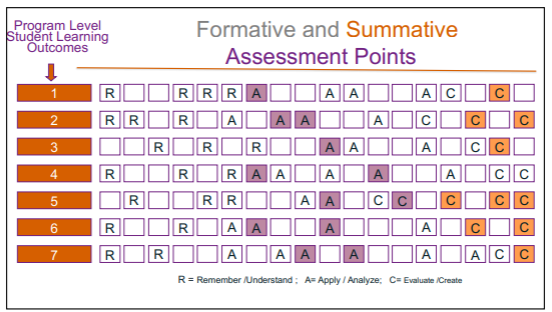 Program Level
Student Learning
Outcomes
Formative and Summative
Assessment Points
1 R R R R A A A A C C
2 R R R A A A A C C C
3 R R R R A A A C C
4 R R R A A A A A C C
5 R R R A A C C C C C
6 R R A A A A C C
7 R R A A A A A A C C
R = Remember /Understand ; A= Apply / Analyze; C= Evaluate /Create